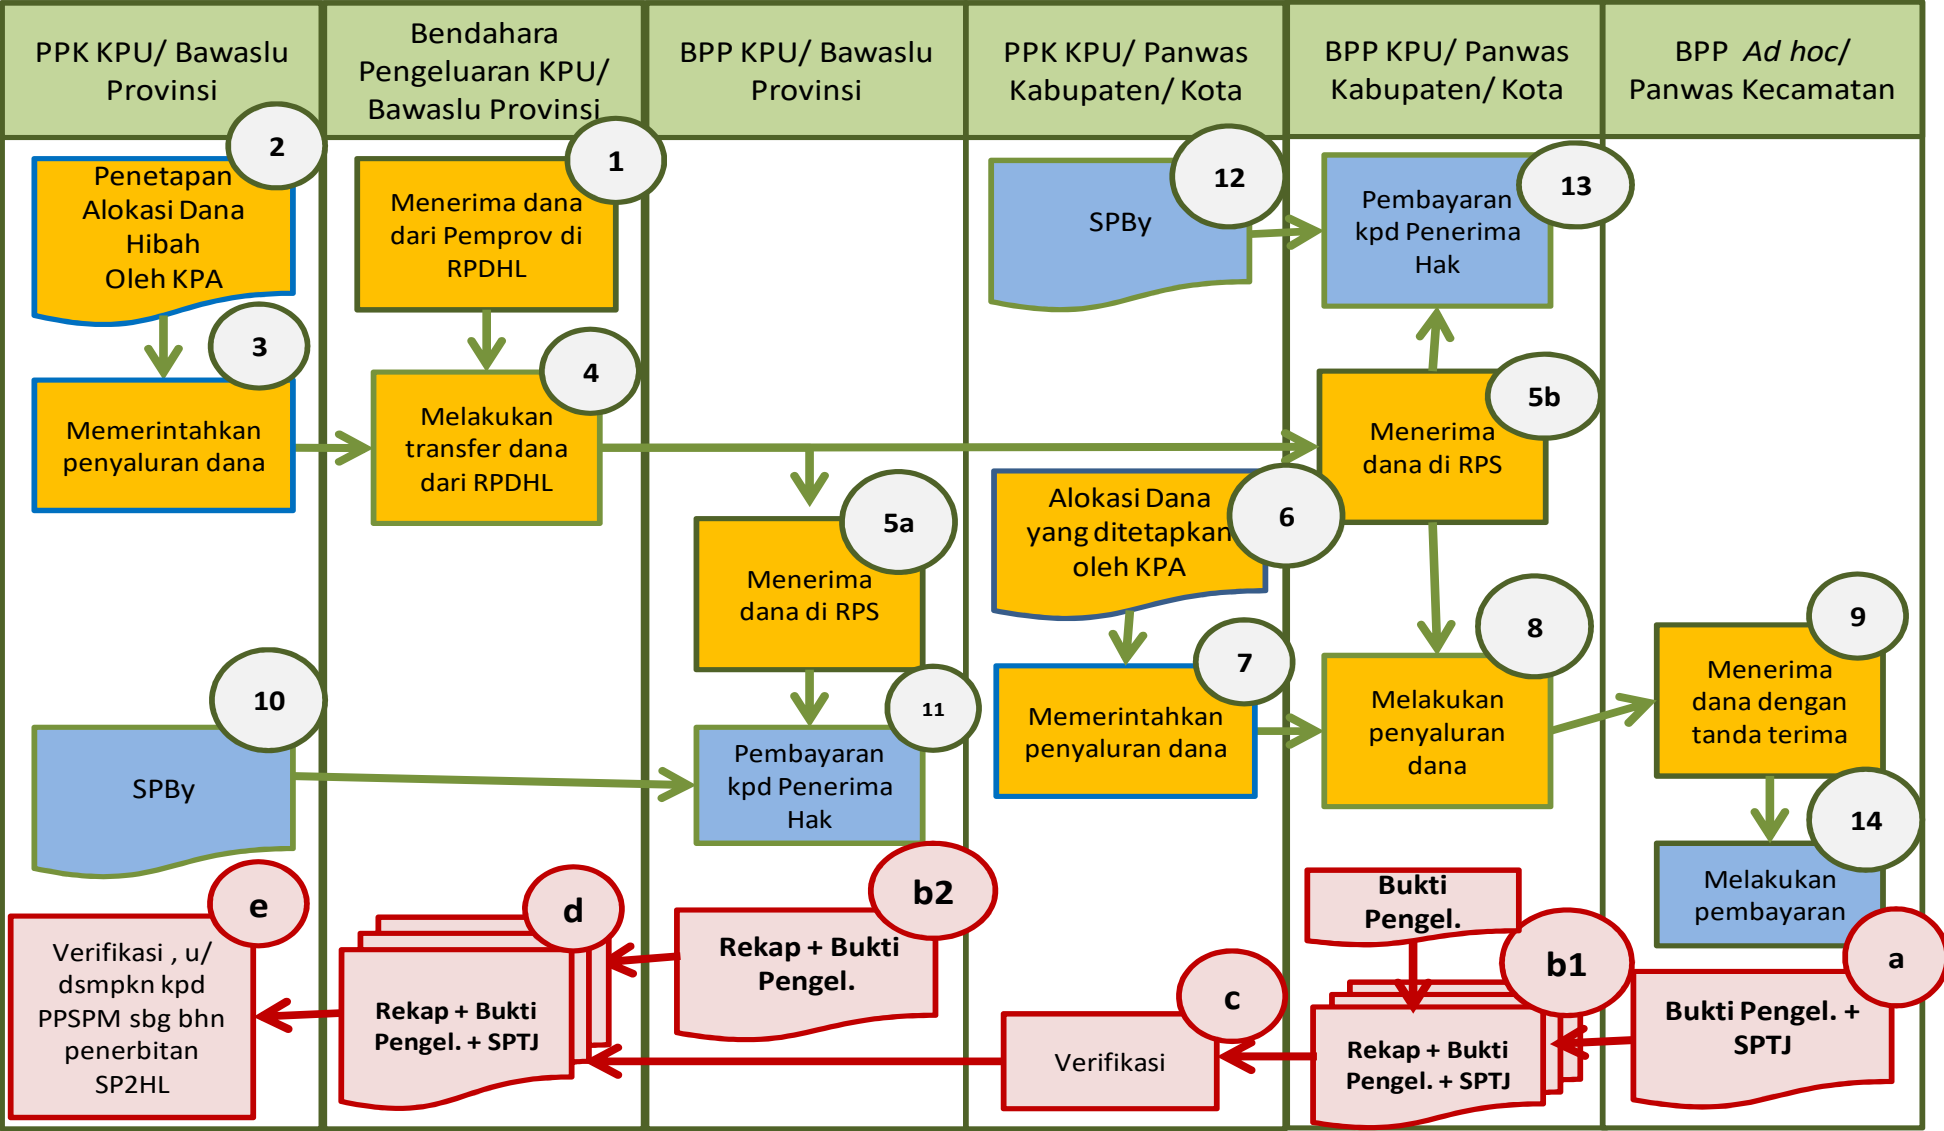 PPK KPU/ Bawaslu
Provinsi
Bendahara
Pengeluaran KPU/
Bawaslu Provinsi
BPP KPU/ Bawaslu
Provinsi
PPK KPU/ Panwas
Kabupaten/ Kota
BPP KPU/ Panwas
Kabupaten/ Kota
BPP Ad hoc/
Panwas Kecamatan
2
Penetapan
Alokasi Dana
Hibah
Oleh KPA
1
Menerima dana
dari Pemprov di
RPDHL
12
SPBy
13
Pembayaran
kpd Penerima
Hak
3
Memerintahkan
penyaluran dana
4
Melakukan
transfer dana
dari RPDHL
5b
Menerima
dana di RPS
5a
Menerima
dana di RPS
6
Alokasi Dana
yang ditetapkan
oleh KPA
7
Memerintahkan
penyaluran dana
8
Melakukan
penyaluran
dana
9
Menerima
dana dengan
tanda terima
10
SPBy
11
Pembayaran
kpd Penerima
Hak
14
Melakukan
pembayaran
e
Verifikasi , u/
dsmpkn kpd
PPSPM sbg bhn
penerbitan
SP2HL
d
Rekap + Bukti
Pengel. + SPTJ
b2
Rekap + Bukti
Pengel.
c
Verifikasi
Bukti
Pengel.
b1
Rekap + Bukti
Pengel. + SPTJ
a
Bukti Pengel. +
SPTJ